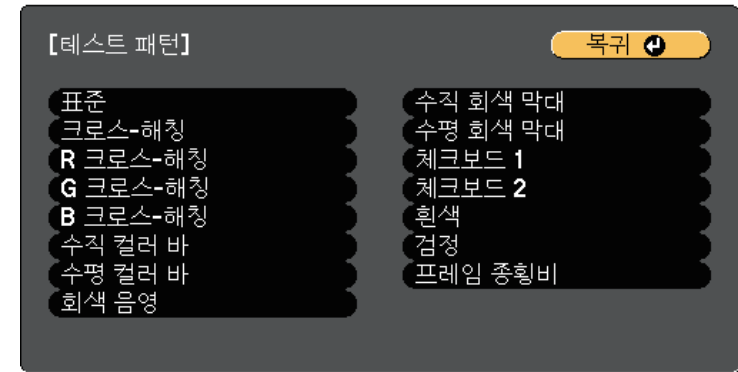 [테스트 패턴]
복귀
표준
크로스-해칭
R 크로스-해칭
G 크로스-해칭
B 크로스-해칭
수직 컬러 바
수평 컬러 바
회색 음영
수직 회색 막대
수평 회색 막대
체크보드 1
체크보드 2
흰색
검정
프레임 종횡비